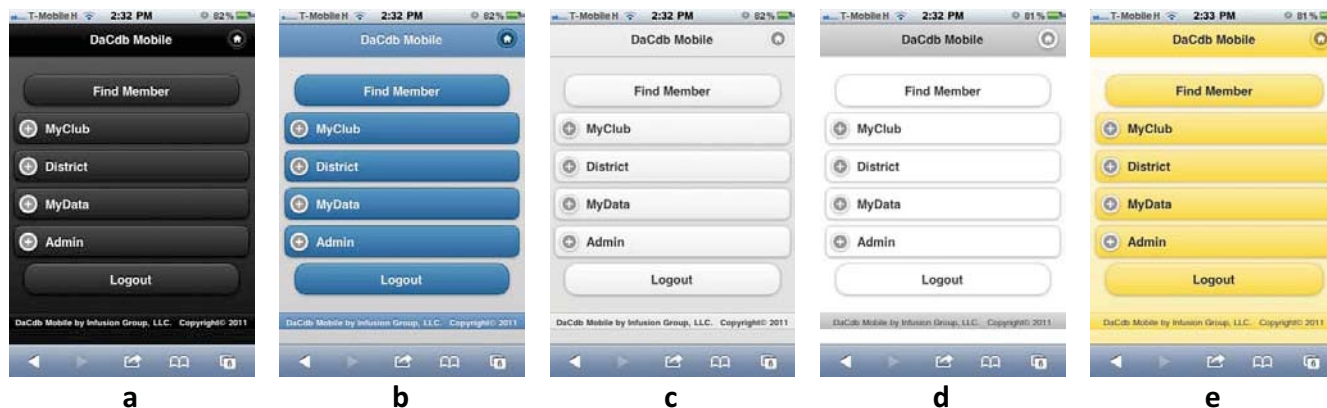 T-Mobile H 2:32 PM 82%
DaCdb Mobile
Find Member
MyClub
District
MyData
Admin
Logout
DaCdb Mobile by Infusion Group, LLC. Copyright© 2011
6
a
T-Mobile H 2:32 PM 82%
DaCdb Mobile
Find Member
MyClub
District
MyData
Admin
Logout
DaCdb Mobile by Infusion Group, LLC. Copyright© 2011
6
b
T-Mobile H 2:32 PM 82%
DaCdb Mobile
Find Member
MyClub
District
MyData
Admin
Logout
DaCdb Mobile by Infusion Group, LLC. Copyright© 2011
6
c
T-Mobile H 2:32 PM 81%
DaCdb Mobile
Find Member
MyClub
District
MyData
Admin
Logout
DaCdb Mobile by Infusion Group, LLC. Copyright© 2011
6
d
T-Mobile H 2:33 PM 81%
DaCdb Mobile
Find Member
MyClub
District
MyData
Admin
Logout
DaCdb Mobile by Infusion Group, LLC. Copyright© 2011
6
e